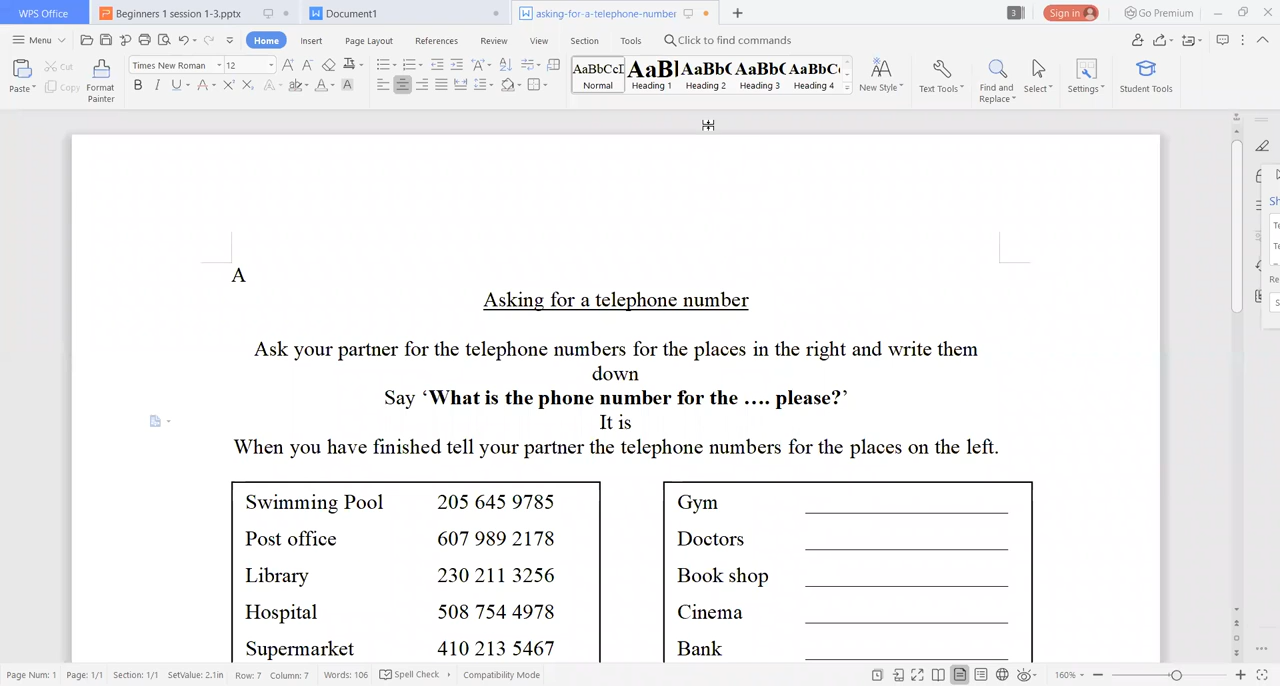 WPS Office
Beginners 1 session 1-3.pptx
Document1
asking-for-a-telephone-number
3
Sign in
Go Premium
Menu
Home
Insert
Page Layout
References
Review
View
Section
Tools
Click to find commands
Paste
Cut
Copy
Format Painter
Times New Roman
12
AaBbCcD
Normal
AaBl
Heading 1
AaBb(
Heading 2
AaBb(
Heading 3
AaBbC
Heading 4
New Style
Text Tools
Find and Replace
Select
Settings
Student Tools
A
Asking for a telephone number
Ask your partner for the telephone numbers for the places in the right and write them
down
Say ‘What is the phone number for the …. please?’
It is
When you have finished tell your partner the telephone numbers for the places on the left.
Swimming Pool 205 645 9785
Post office 607 989 2178
Library 230 211 3256
Hospital 508 754 4978
Supermarket 410 213 5467
Gym
Doctors
Book shop
Cinema
Bank
Page Num: 1 Page: 1/1 Section: 1/1 Setvalue: 2.1in Row: 7 Column: 7 Words: 106 Spell Check Compatibility Mode
160%